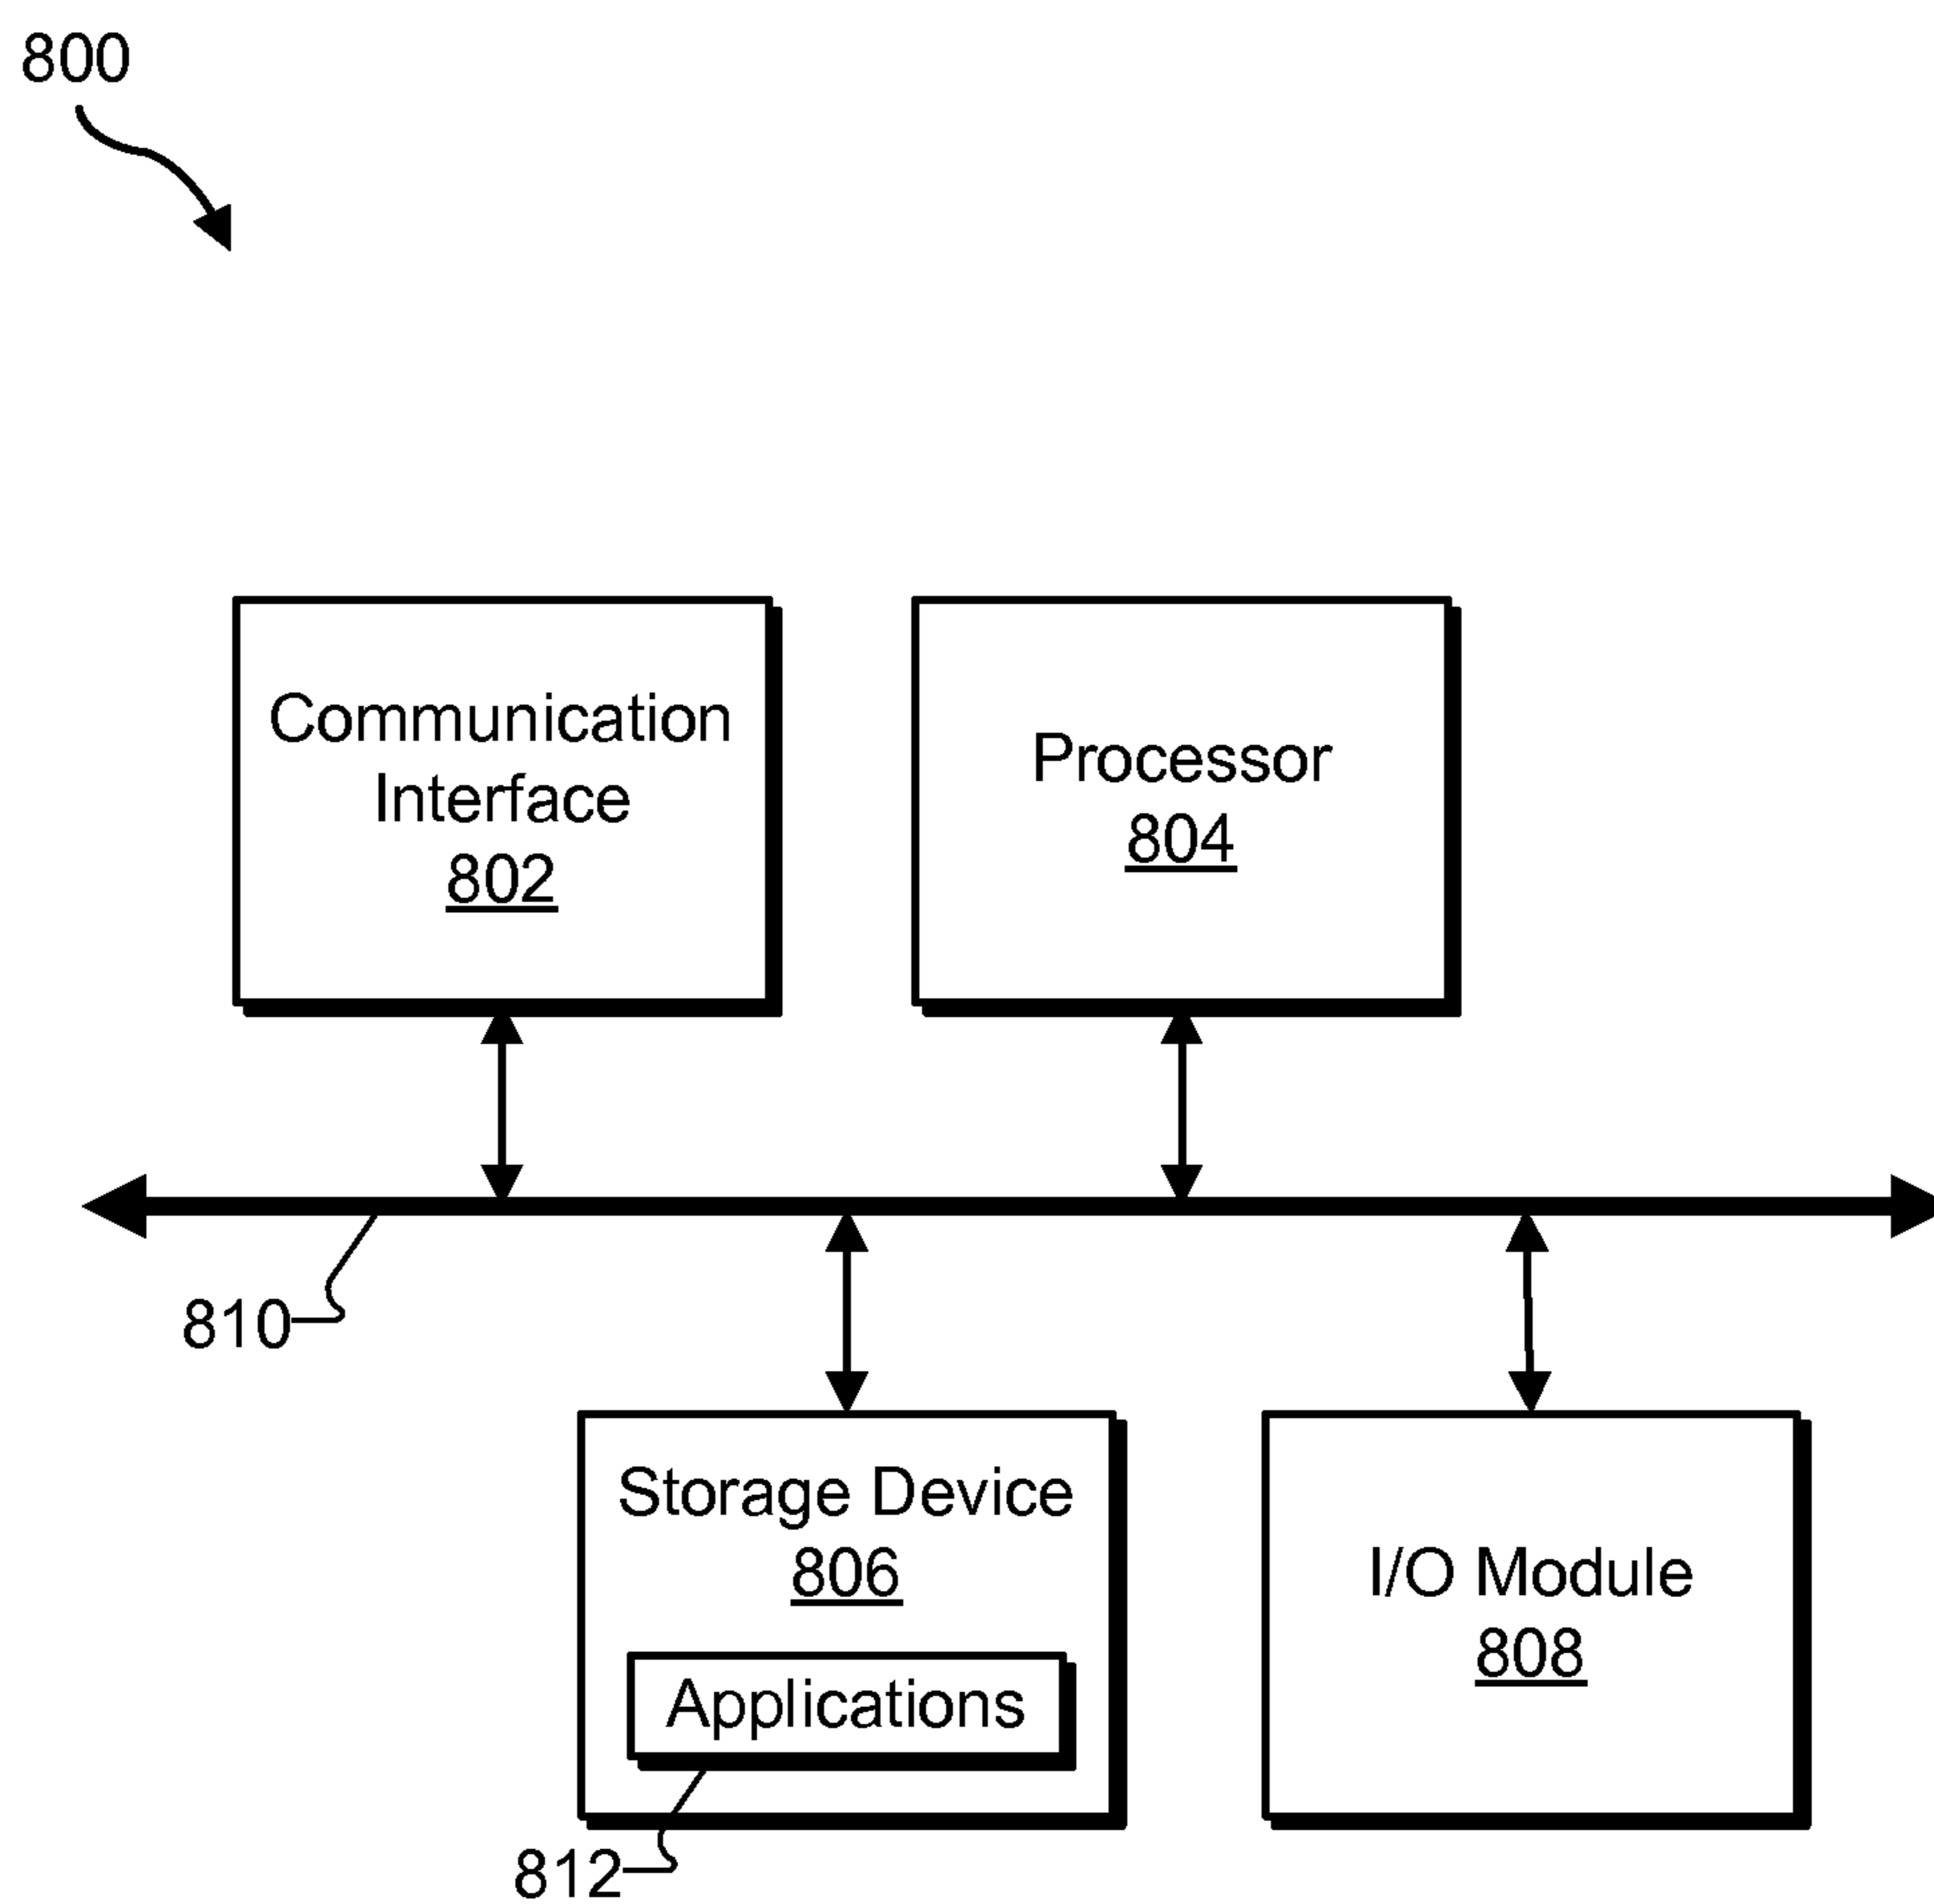 800
Communication
Interface
802
Processor
804
810
Storage Device
806
Applications
812
I/O Module
808